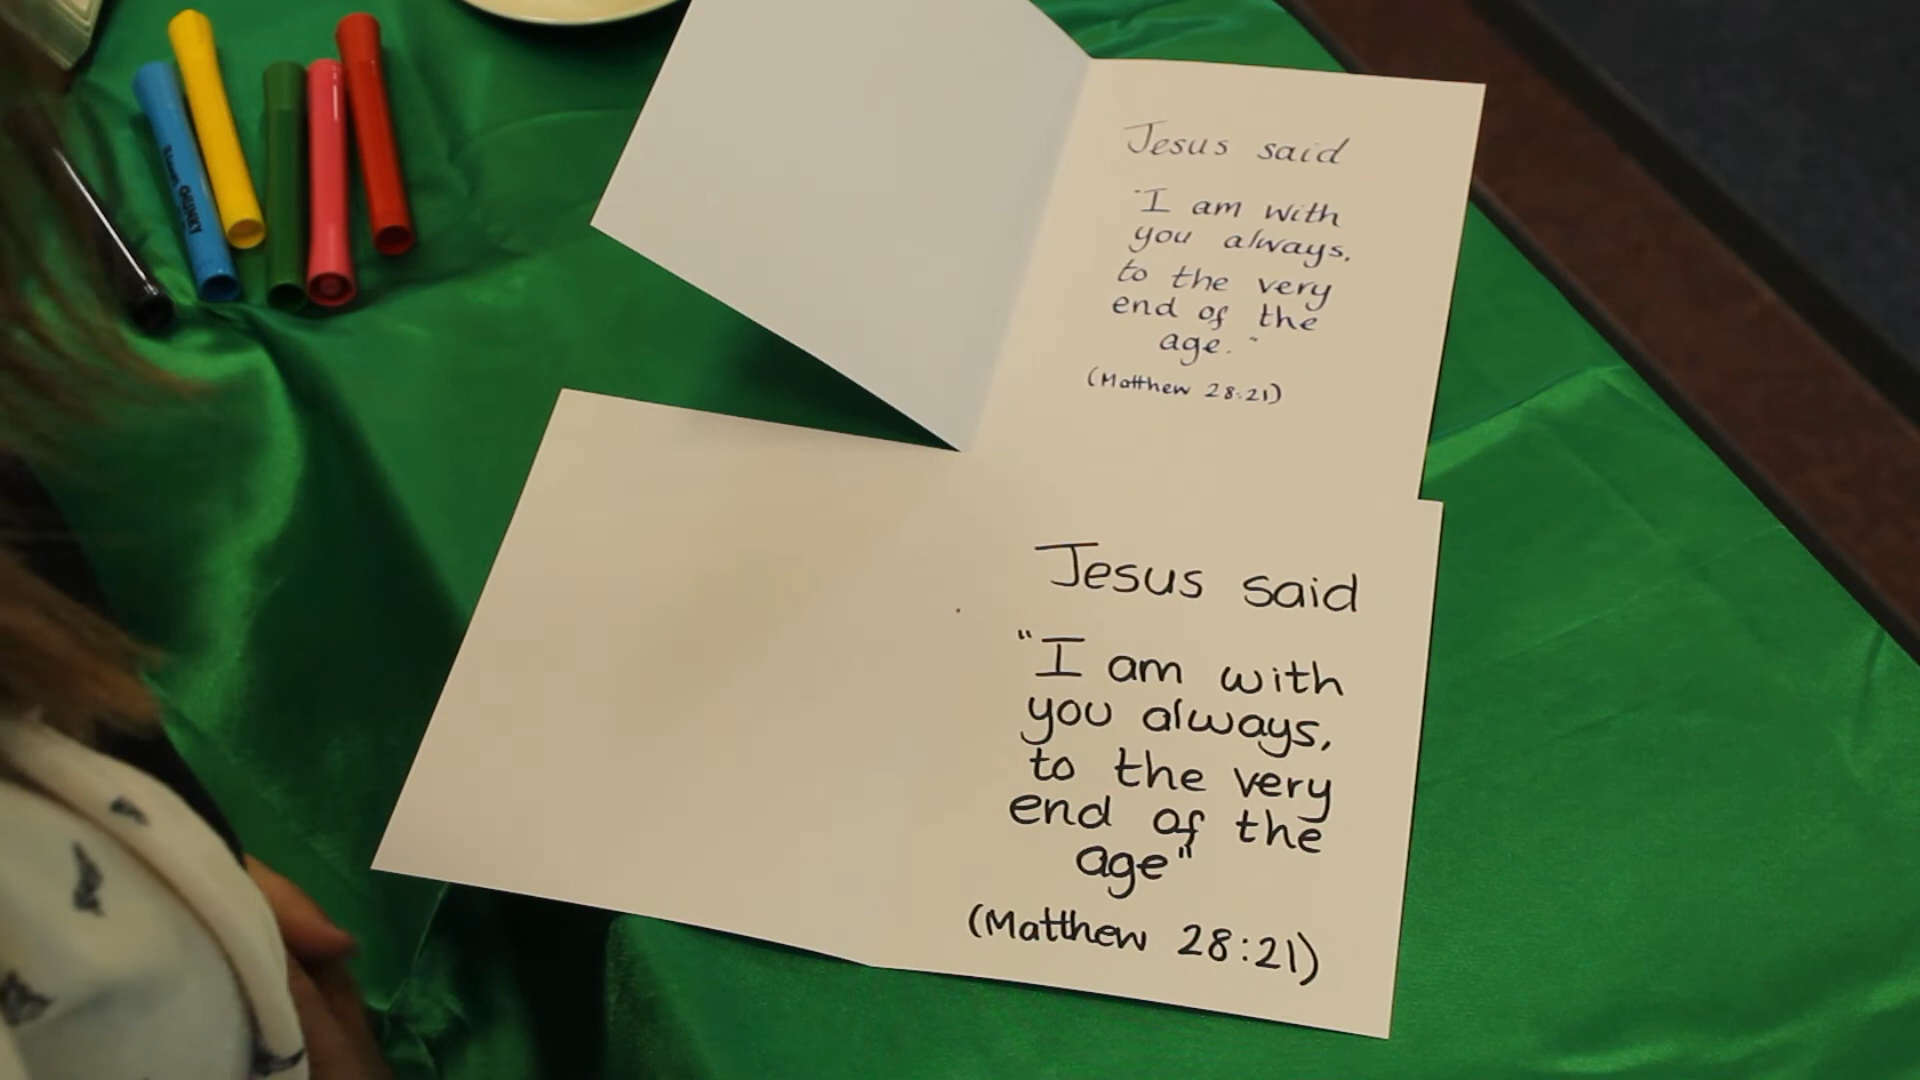 Jesus said
"I am with
you always,
to the very
end of the
age."
(Matthew 28:21)
Jesus said
"I am with
you always,
to the very
end of the
age"
(Matthew 28:21)
CHUNKY